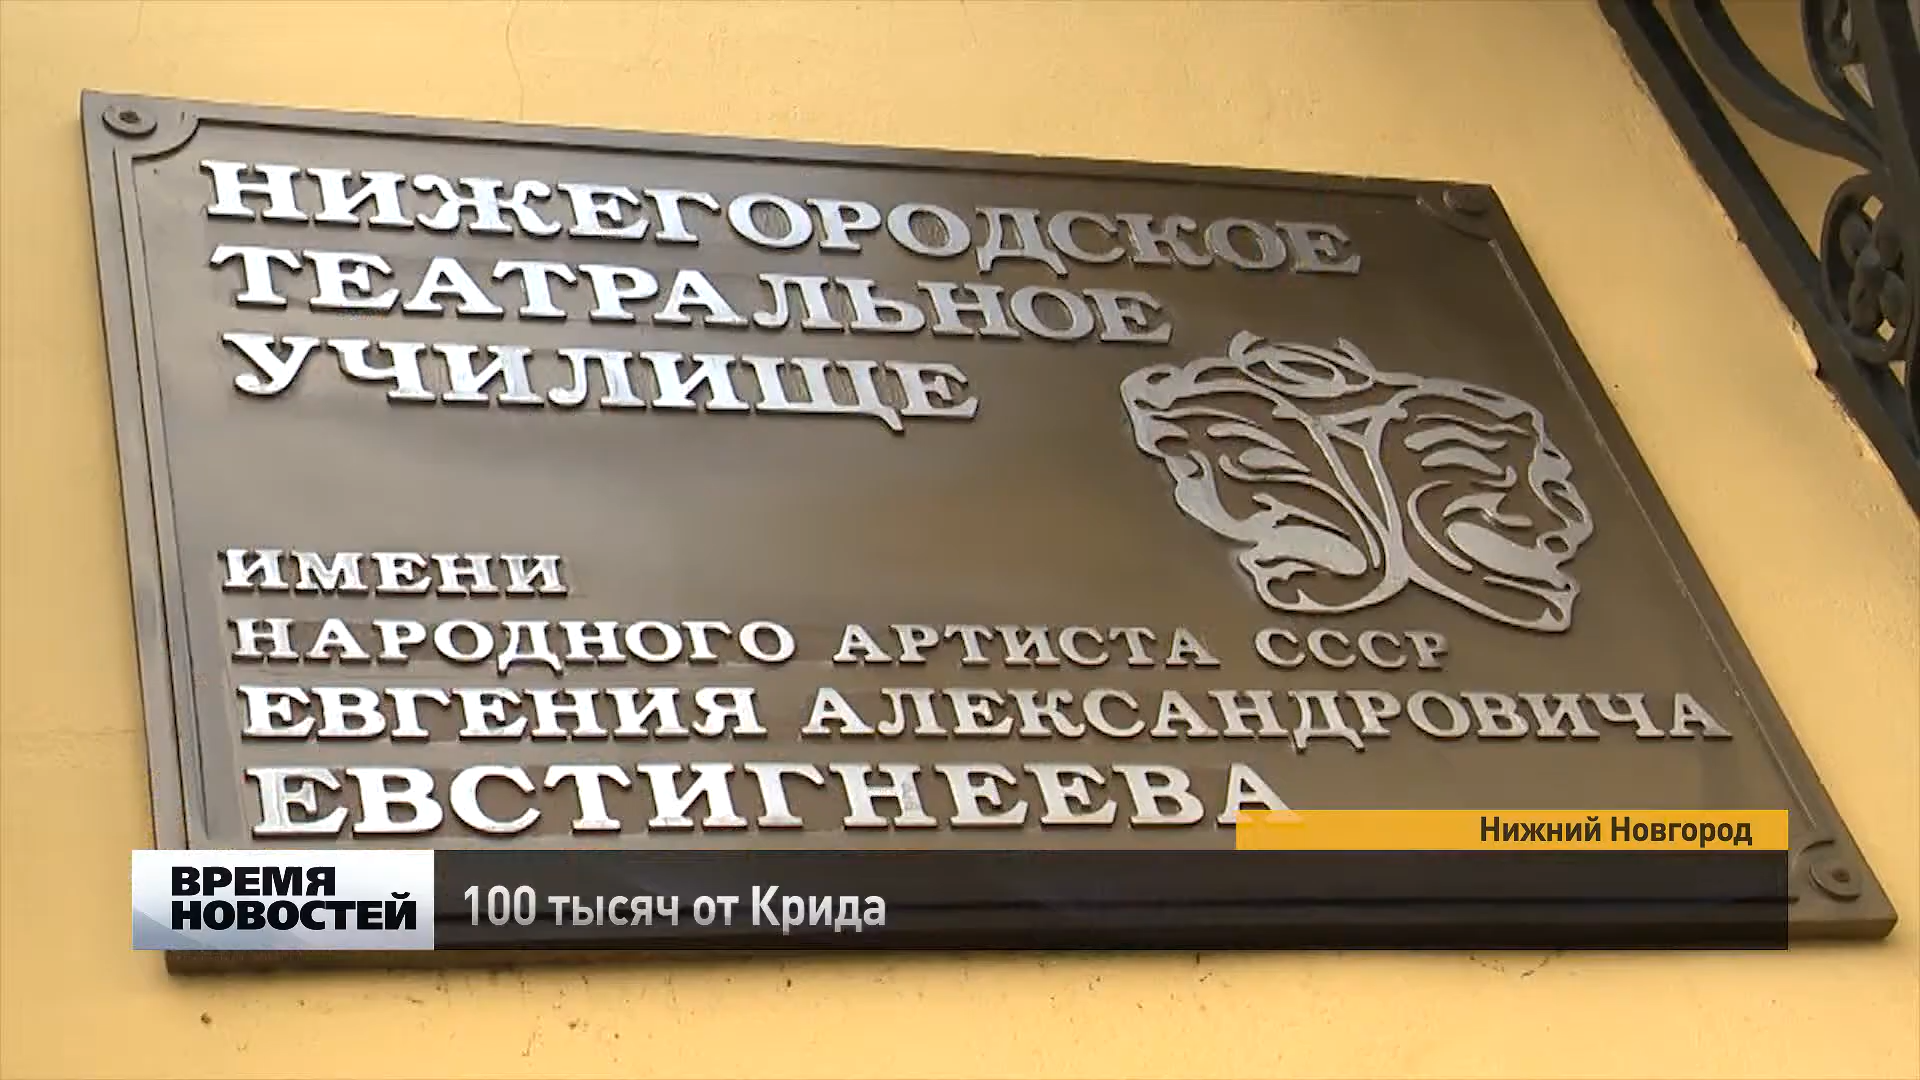 НИЖЕГОРОДСКОЕ
ТЕАТРАЛЬНОЕ
УЧИЛИЩЕ
ИМЕНИ
НАРОДНОГО АРТИСТА СССР
ЕВГЕНИЯ АЛЕКСАНДРОВИЧА
ЕВСТИГНЕЕВА
Нижний Новгород
ВРЕМЯ
НОВОСТЕЙ
100 тысяч от Крида